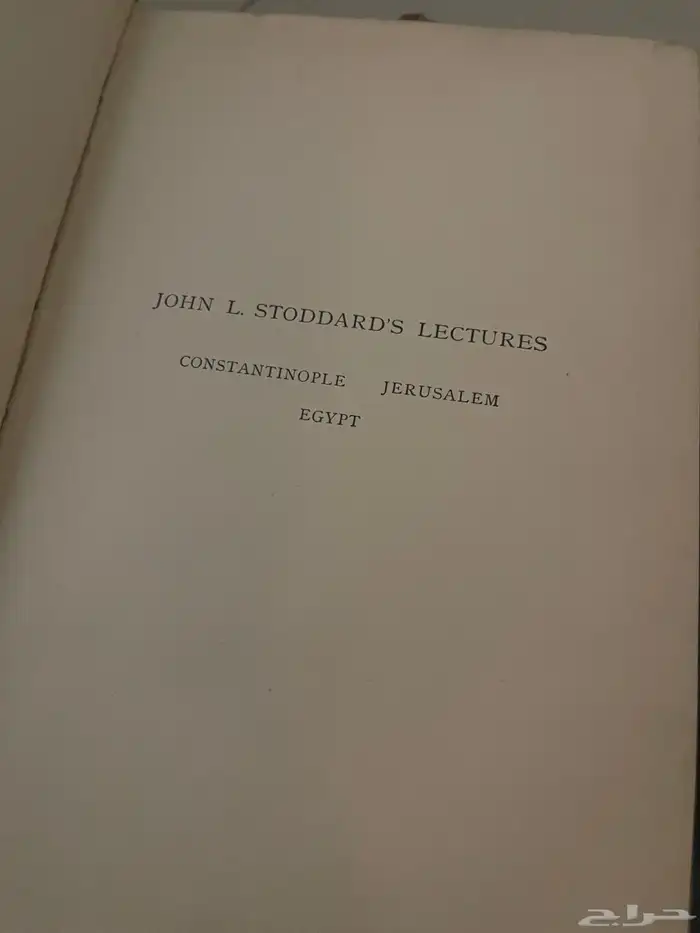 JOHN L. STODDARD'S LECTURES
CONSTANTINOPLE JERUSALEM
EGYPT
حراج